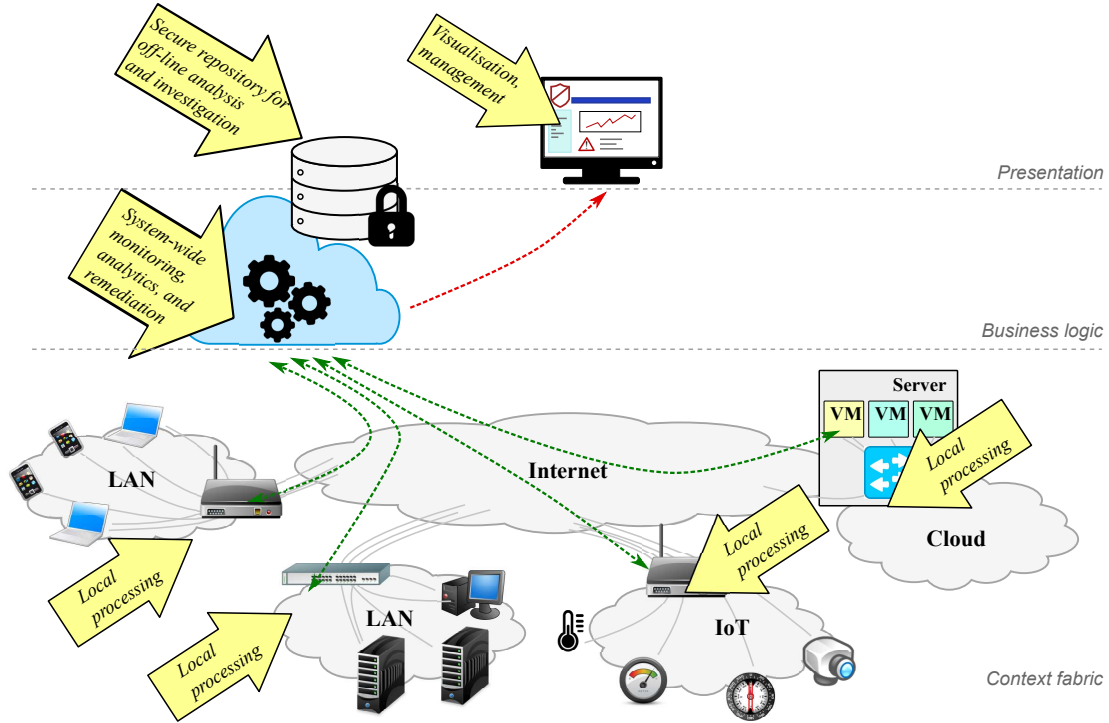 Secure repository for
off-line analysis
and investigation
Visualisation,
management
Presentation
System-wide
monitoring,
analytics, and
remediation
Business logic
Server
VM
VM
VM
LAN
Internet
Local
processing
Local
processing
Cloud
Local
processing
LAN
IoT
Local
processing
Context fabric